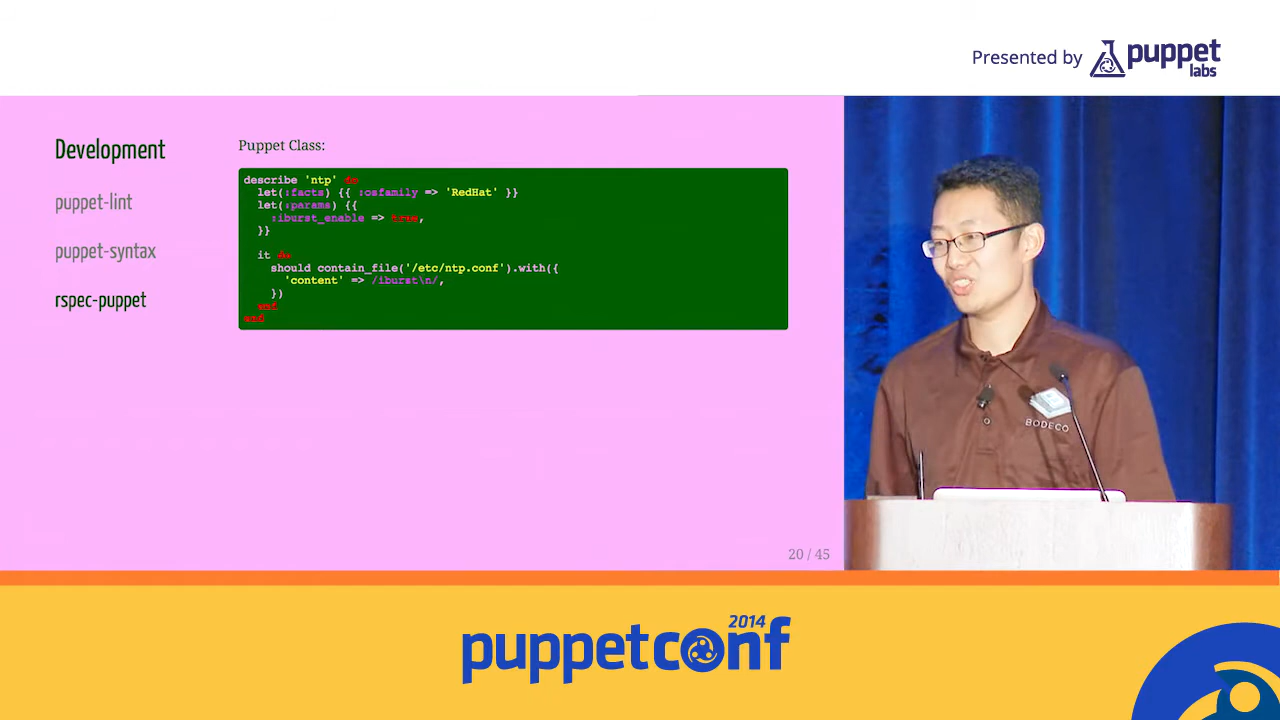 Presented by puppet labs
Development
puppet-lint
puppet-syntax
rspec-puppet
Puppet Class:
describe 'ntp' do
  let(:facts) {{ :osfamily => 'RedHat' }}
  let(:params) {{
    :iburst_enable => true,
  }}
  it do
    should contain_file('/etc/ntp.conf').with({
      'content' => /iburst\n/,
    })
  end
end
20 / 45
BODECO
puppetconf 2014